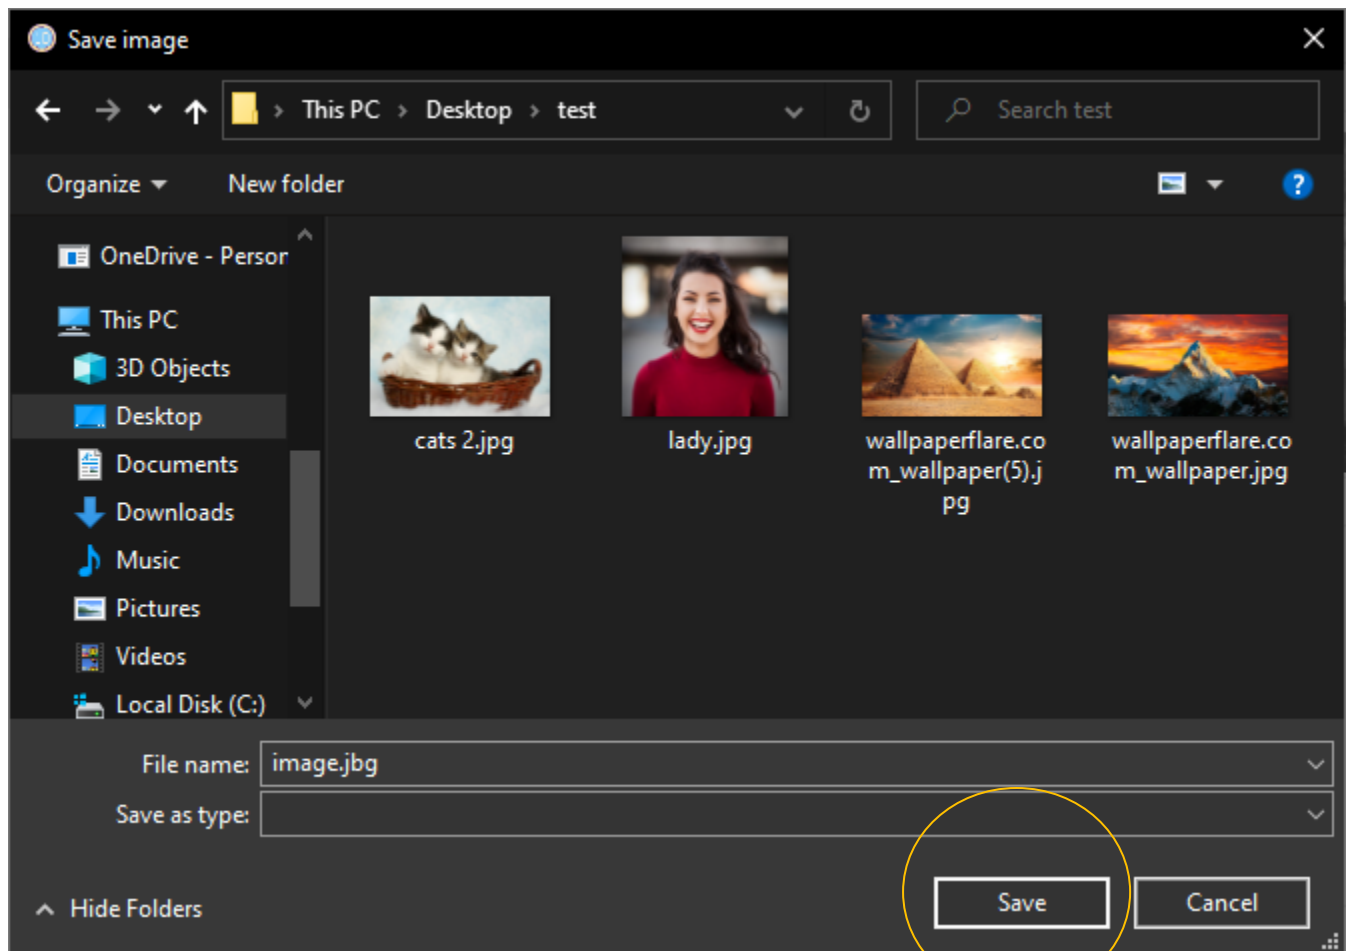 Save image
This PC > Desktop > test
Search test
Organize
New folder
?
OneDrive - Person
This PC
3D Objects
Desktop
Documents
Downloads
Music
Pictures
Videos
Local Disk (C:)
cats 2.jpg
lady.jpg
wallpaperflare.co
m_wallpaper(5).j
pg
wallpaperflare.co
m_wallpaper.jpg
File name: image.jbg
Save as type:
Hide Folders
Save
Cancel